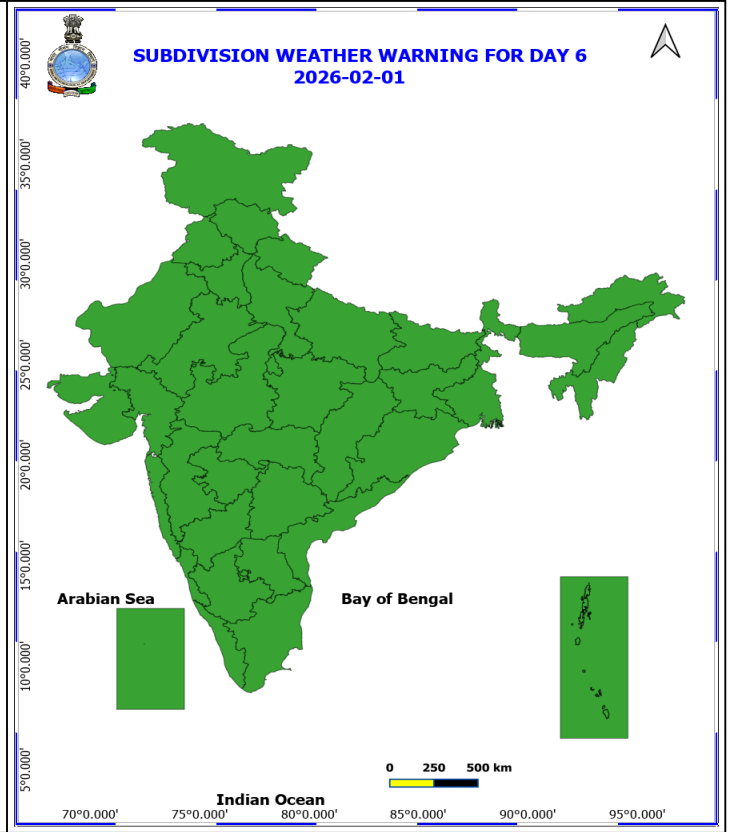 SUBDIVISION WEATHER WARNING FOR DAY 6
2026-02-01
40°0.000'
35°0.000'
30°0.000'
25°0.000'
20°0.000'
15°0.000'
10°0.000'
5°0.000'
Arabian Sea
Bay of Bengal
0 250 500 km
Indian Ocean
70°0.000' 75°0.000' 80°0.000' 85°0.000' 90°0.000' 95°0.000'